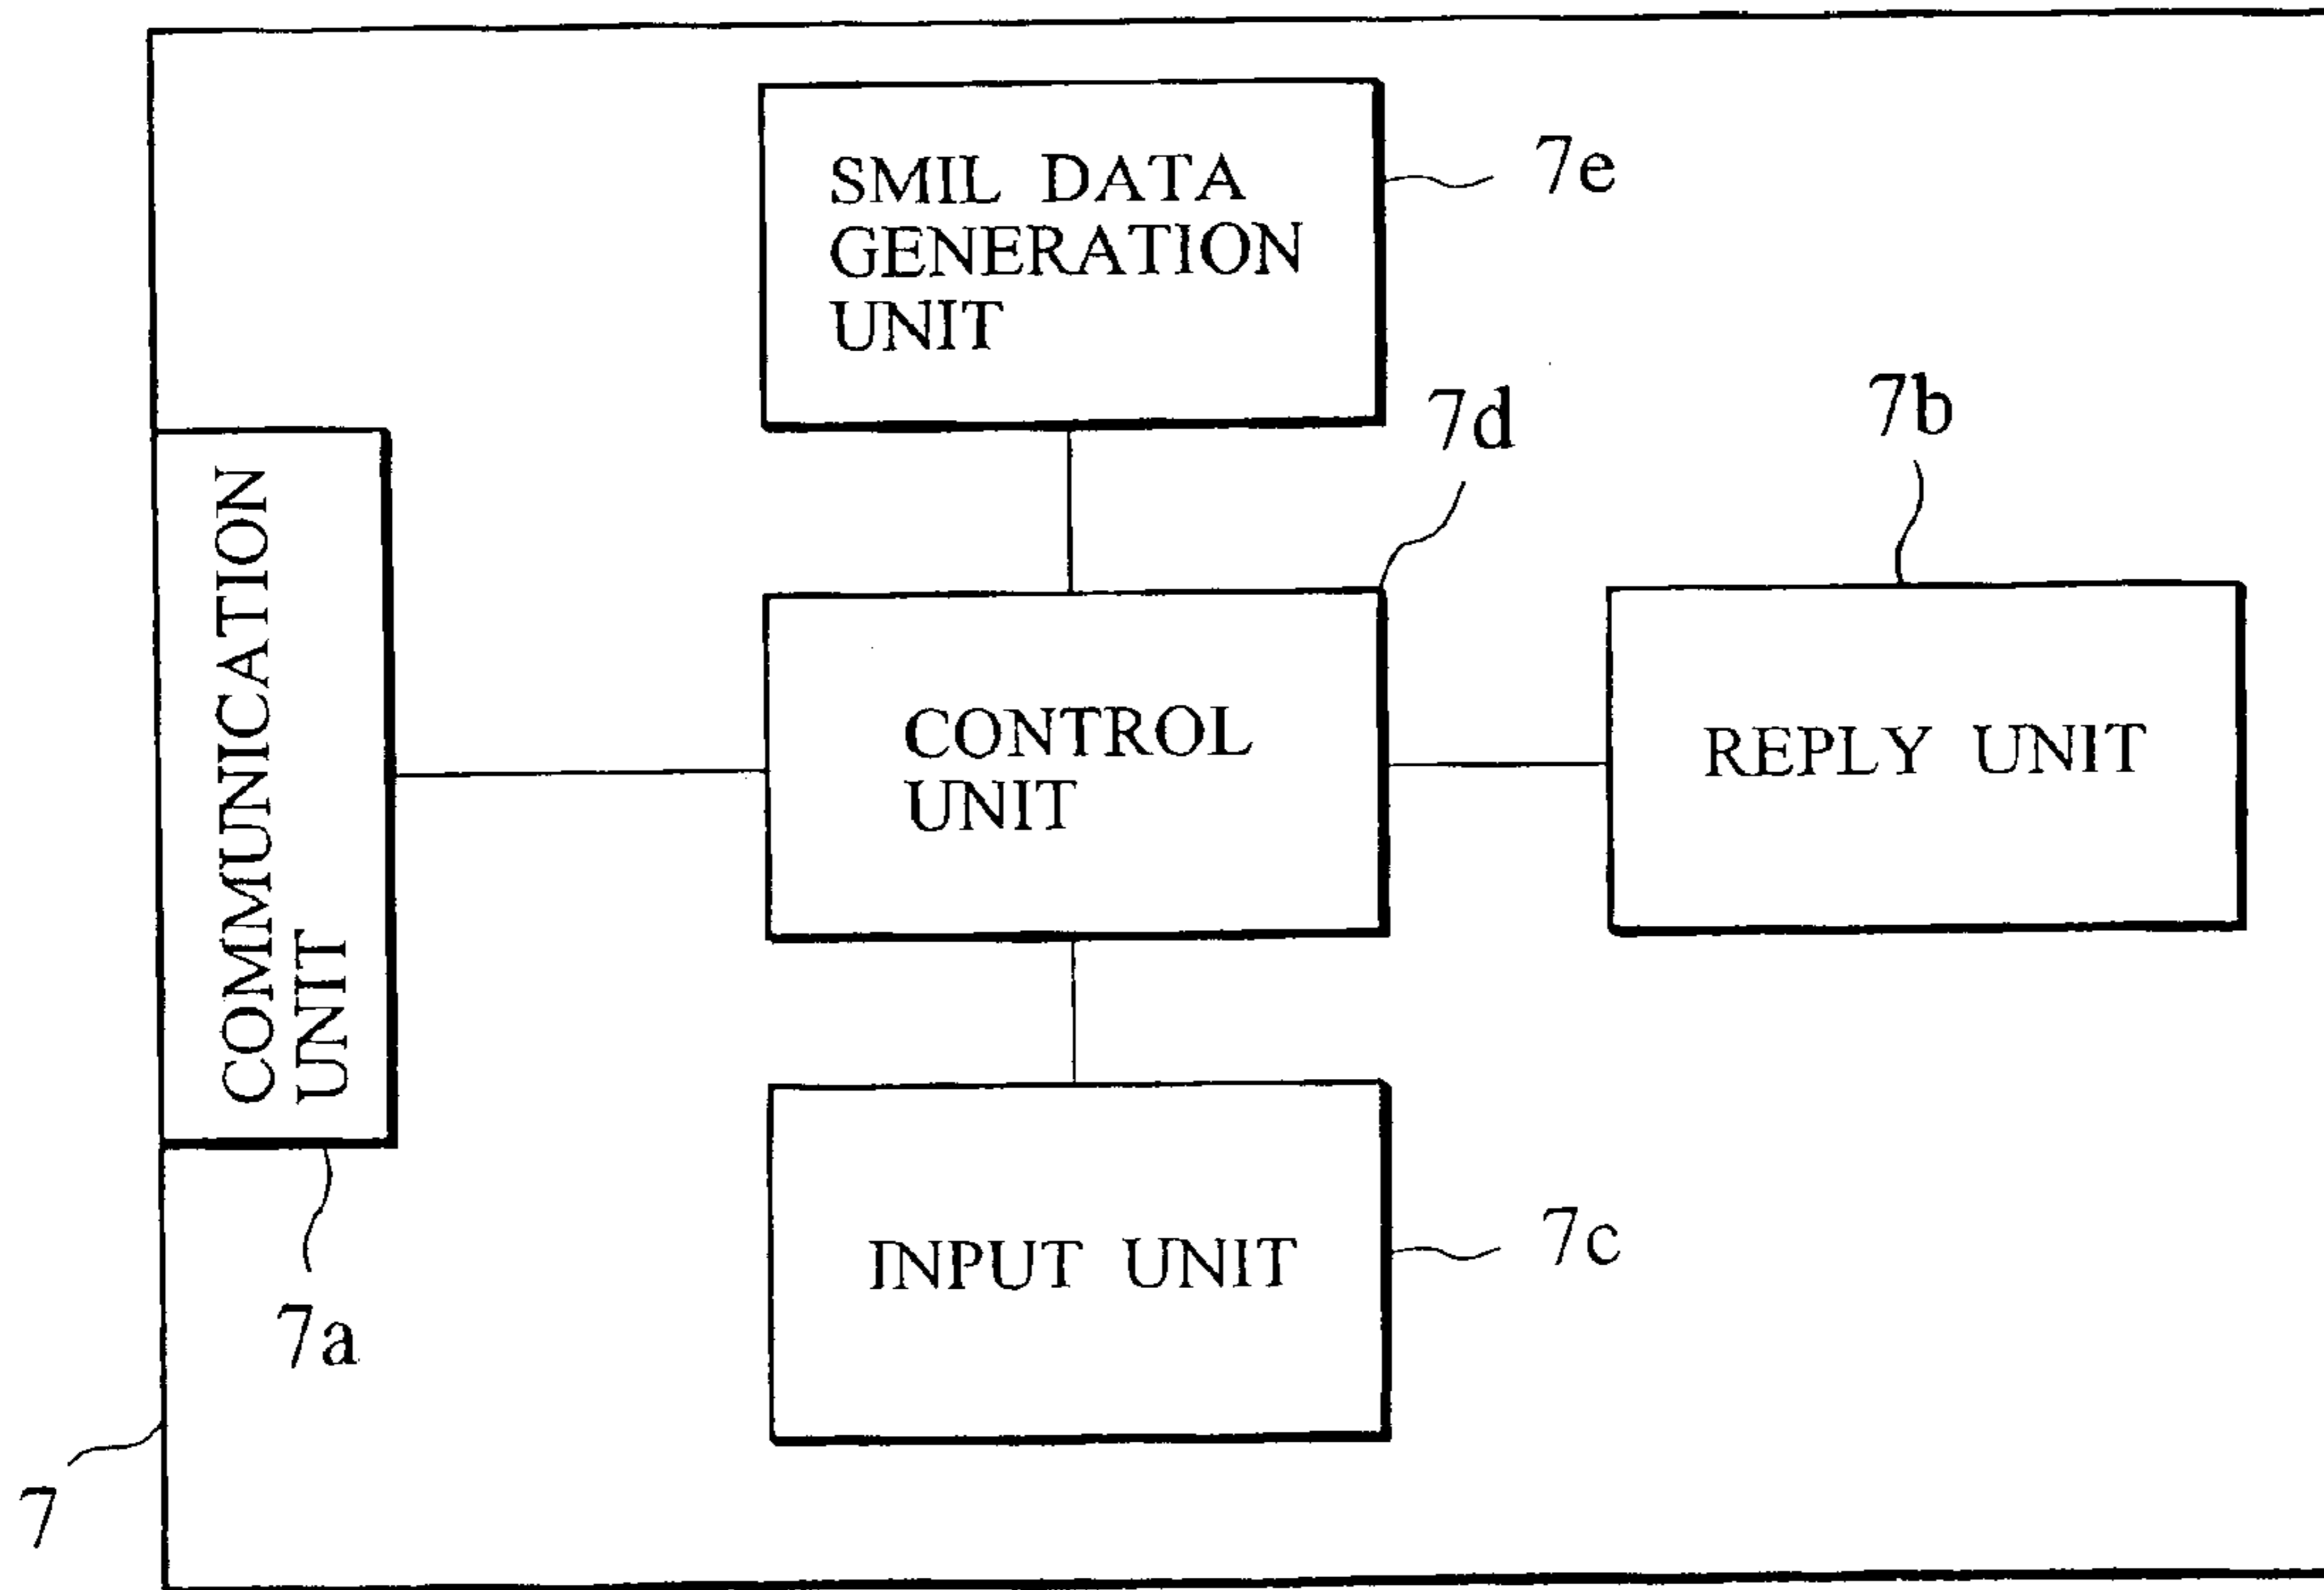 SMIL DATA
GENERATION
UNIT
7e
7d
7b
COMMUNICATION
UNIT
CONTROL
UNIT
REPLY UNIT
INPUT UNIT
7c
7a
7